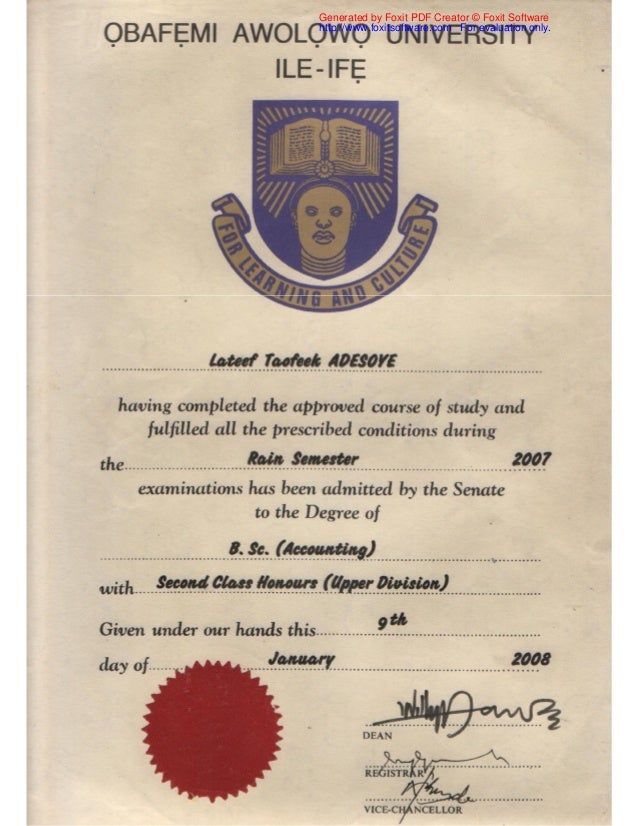 Generated by Foxit PDF Creator © Foxit Software
http://www.foxitsoftware.com For evaluation only.
ỌBAFẸMI AWOLỌWỌ UNIVERSITY
ILE-IFẸ
FOR LEARNING AND CULTURE
Lateef Taofeek ADESOYE
having completed the approved course of study and
fulfilled all the prescribed conditions during
the Rain Semester 2007
examinations has been admitted by the Senate
to the Degree of
B. Sc. (Accounting)
with Second Class Honours (Upper Division)
Given under our hands this 9th
day of January 2008
DEAN
REGISTRAR
VICE-CHANCELLOR